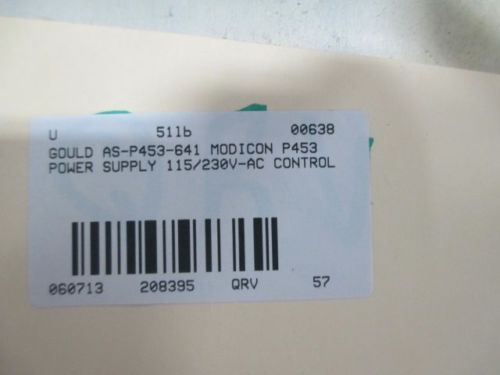 U 511b 00638
GOULD AS-P453-641 MODICON P453
POWER SUPPLY 115/230V-AC CONTROL
060713 208395 QRV 57